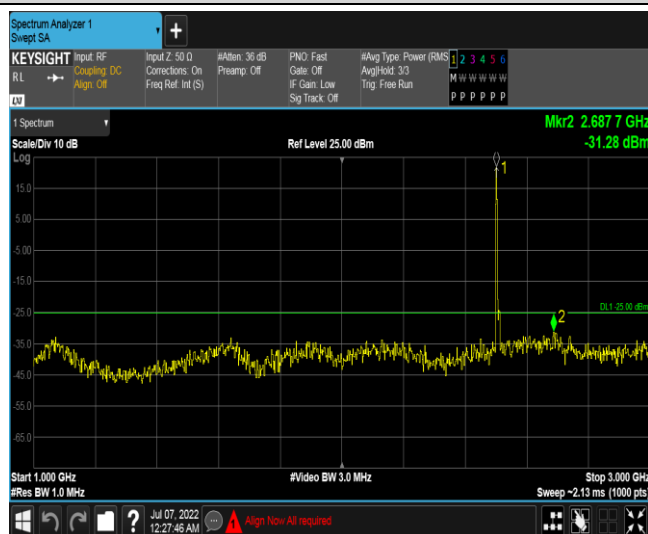 Spectrum Analyzer 1
Swept SA
KEYSIGHT
R L
LXI
Input: RF
Coupling: DC
Align: Off
Input Z: 50 Ω
Corrections: On
Freq Ref: Int (S)
#Atten: 36 dB
Preamp: Off
PNO: Fast
Gate: Off
IF Gain: Low
Sig Track: Off
#Avg Type: Power (RMS
Avg|Hold: 3/3
Trig: Free Run
1 2 3 4 5 6
M W W W W W
P P P P P P
1 Spectrum
Mkr2 2.687 7 GHz
Scale/Div 10 dB
Ref Level 25.00 dBm
-31.28 dBm
Log
1
15.0
5.00
-5.00
-15.0
-25.0
DL1 -25.00 dBm
2
-35.0
-45.0
-55.0
-65.0
Start 1.000 GHz
#Video BW 3.0 MHz
Stop 3.000 GHz
#Res BW 1.0 MHz
Sweep ~2.13 ms (1000 pts)
?
Jul 07, 2022
12:27:46 AM
Align Now All required